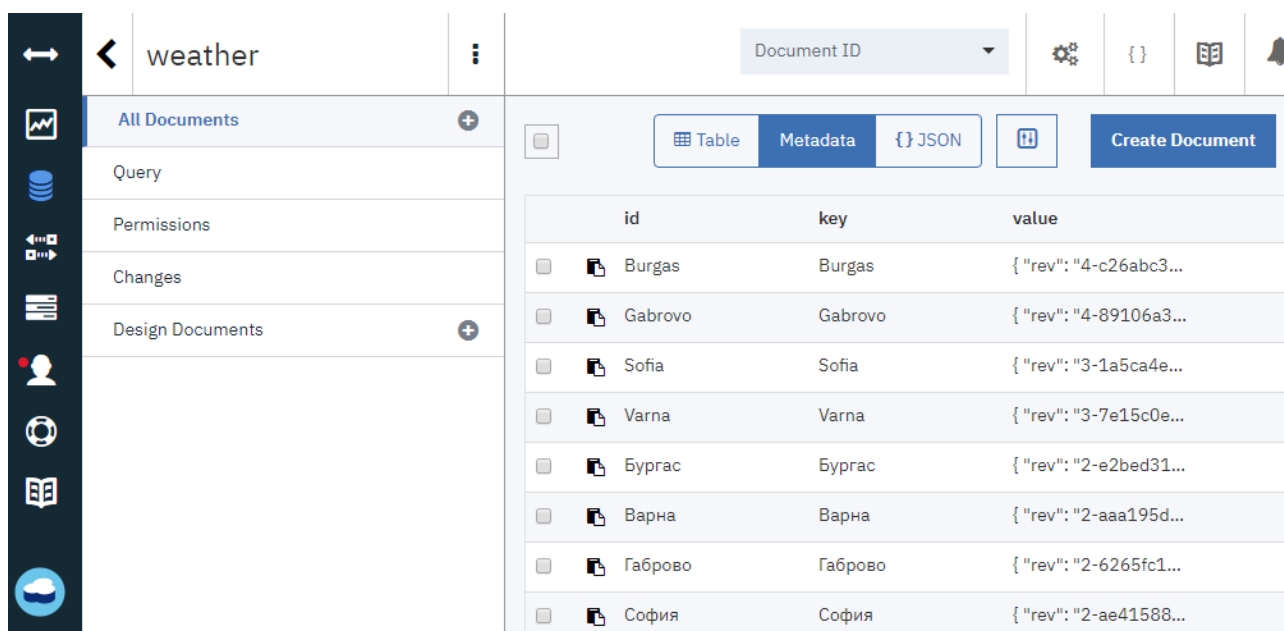 weather
Document ID
{ }
All Documents
Query
Permissions
Changes
Design Documents
Table Metadata {} JSON
Create Document
id key value
Burgas Burgas { "rev": "4-c26abc3...
Gabrovo Gabrovo { "rev": "4-89106a3...
Sofia Sofia { "rev": "3-1a5ca4e...
Varna Varna { "rev": "3-7e15c0e...
Бургас Бургас { "rev": "2-e2bed31...
Варна Варна { "rev": "2-aaa195d...
Габрово Габрово { "rev": "2-6265fc1...
София София { "rev": "2-ae41588...